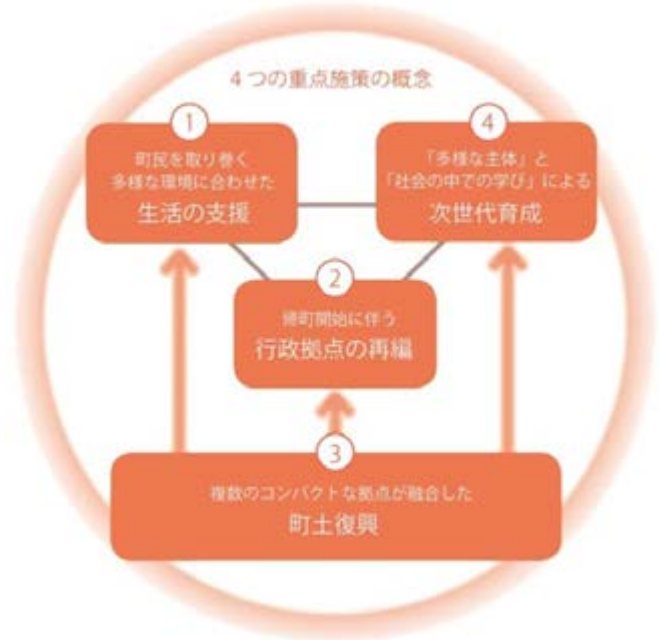 4つの重点施策の概念
1
町民を取り巻く
多様な環境に合わせた
生活の支援
4
「多様な主体」と
「社会の中での学び」による
次世代育成
2
帰町開始に伴う
行政拠点の再編
3
複数のコンパクトな拠点が融合した
町土復興